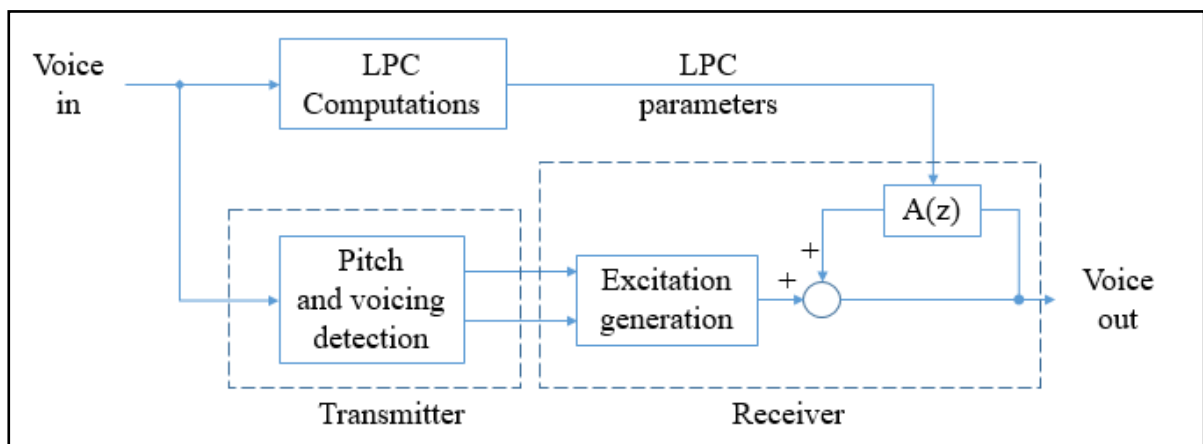 Voice
in
LPC
Computations
LPC
parameters
A(z)
Pitch
and voicing
detection
Excitation
generation
+
+
Voice
out
Transmitter
Receiver